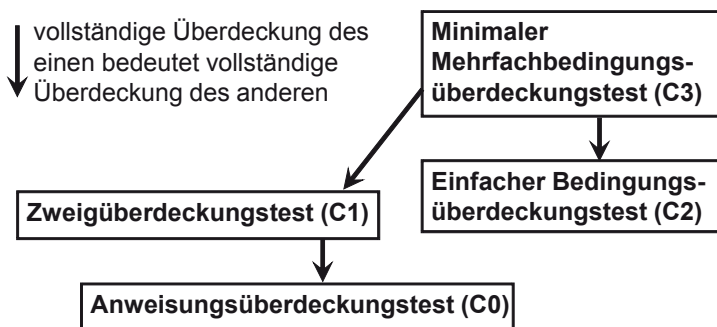 vollständige Überdeckung des
einen bedeutet vollständige
Überdeckung des anderen
Minimaler
Mehrfachbedingungs-
überdeckungstest (C3)
Zweigüberdeckungstest (C1)
Einfacher Bedingungs-
überdeckungstest (C2)
Anweisungsüberdeckungstest (C0)